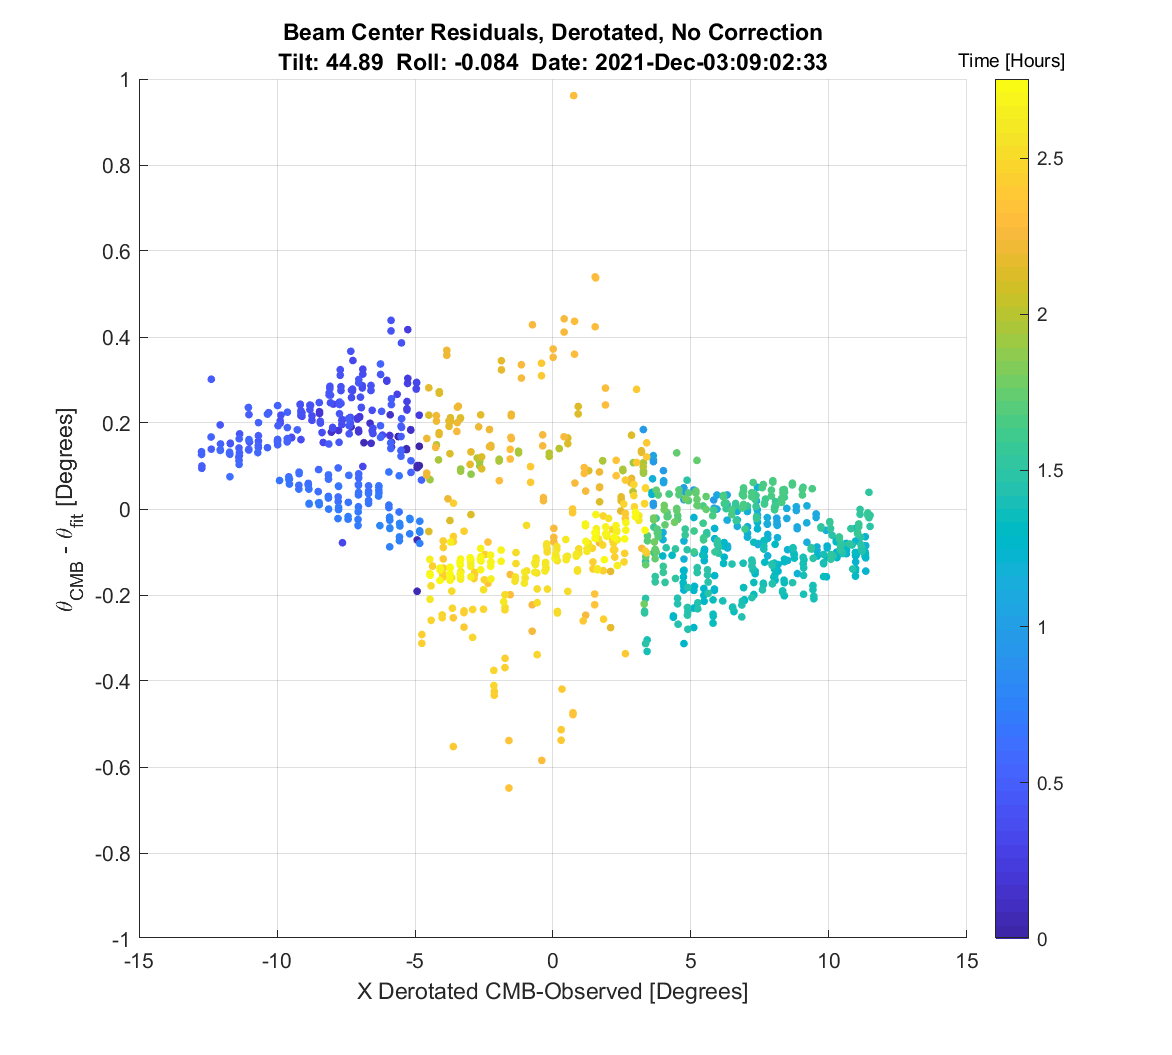 Beam Center Residuals, Derotated, No Correction
Tilt: 44.89 Roll: -0.084 Date: 2021-Dec-03:09:02:33
Time [Hours]
1
0.8
0.6
0.4
0.2
0
-0.2
-0.4
-0.6
-0.8
-1
θCMB - θfit [Degrees]
-15 -10 -5 0 5 10 15
X Derotated CMB-Observed [Degrees]
2.5
2
1.5
1
0.5
0